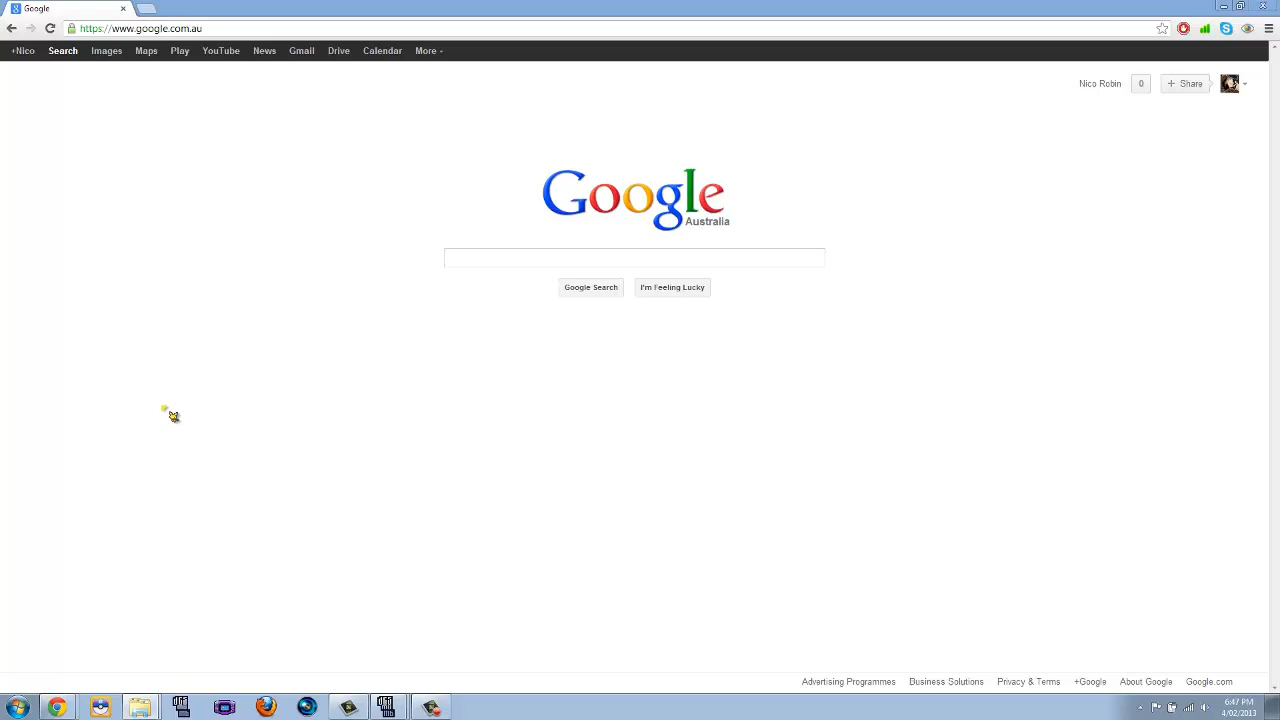 Google
https://www.google.com.au
+Nico Search Images Maps Play YouTube News Gmail Drive Calendar More
Nico Robin 0 + Share
Google
Australia
Google Search I'm Feeling Lucky
Advertising Programmes Business Solutions Privacy & Terms +Google About Google Google.com
6:47 PM
4/02/2013